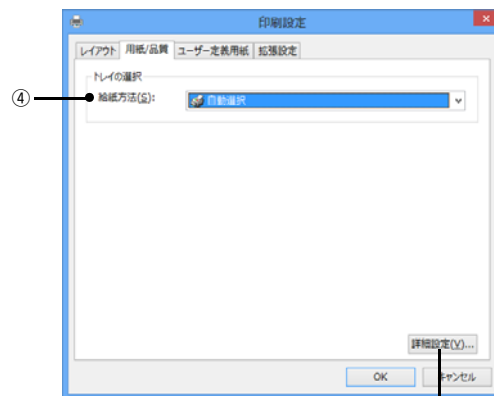 印刷設定
レイアウト 用紙/品質 ユーザー定義用紙 拡張設定
トレイの選択
④ 給紙方法(S): 自動選択
詳細設定(V)...
OK キャンセル